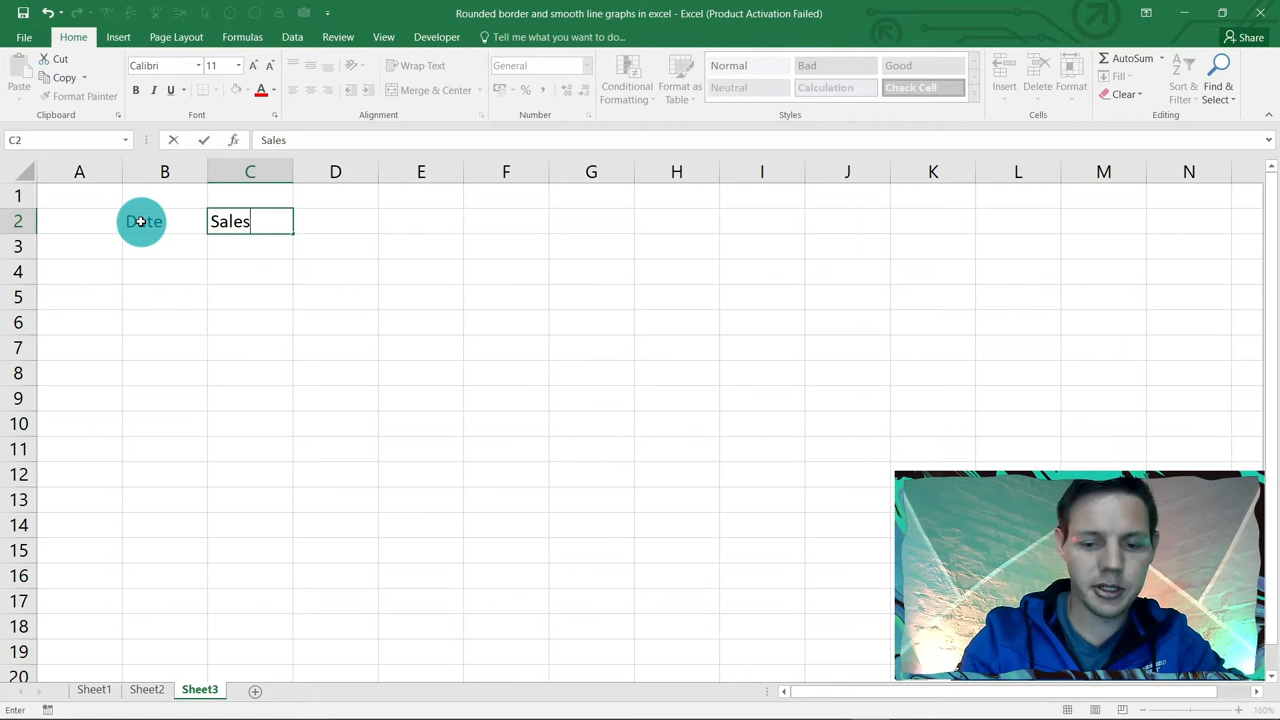 Rounded border and smooth line graphs in excel - Excel (Product Activation Failed)
File Home Insert Page Layout Formulas Data Review View Developer Tell me what you want to do... Share
Paste
Cut
Copy
Format Painter
Clipboard
Calibri 11
B I U
Font
Wrap Text
Merge & Center
Alignment
General
$ % ,
Number
Conditional Formatting
Format as Table
Normal Bad Good
Neutral Calculation Check Cell
Styles
Insert Delete Format
Cells
AutoSum
Fill
Clear
Sort & Filter
Find & Select
Editing
C2 fx Sales
A B C D E F G H I J K L M N
1
2 Date Sales
3
4
5
6
7
8
9
10
11
12
13
14
15
16
17
18
19
20
Sheet1 Sheet2 Sheet3
Enter 160%